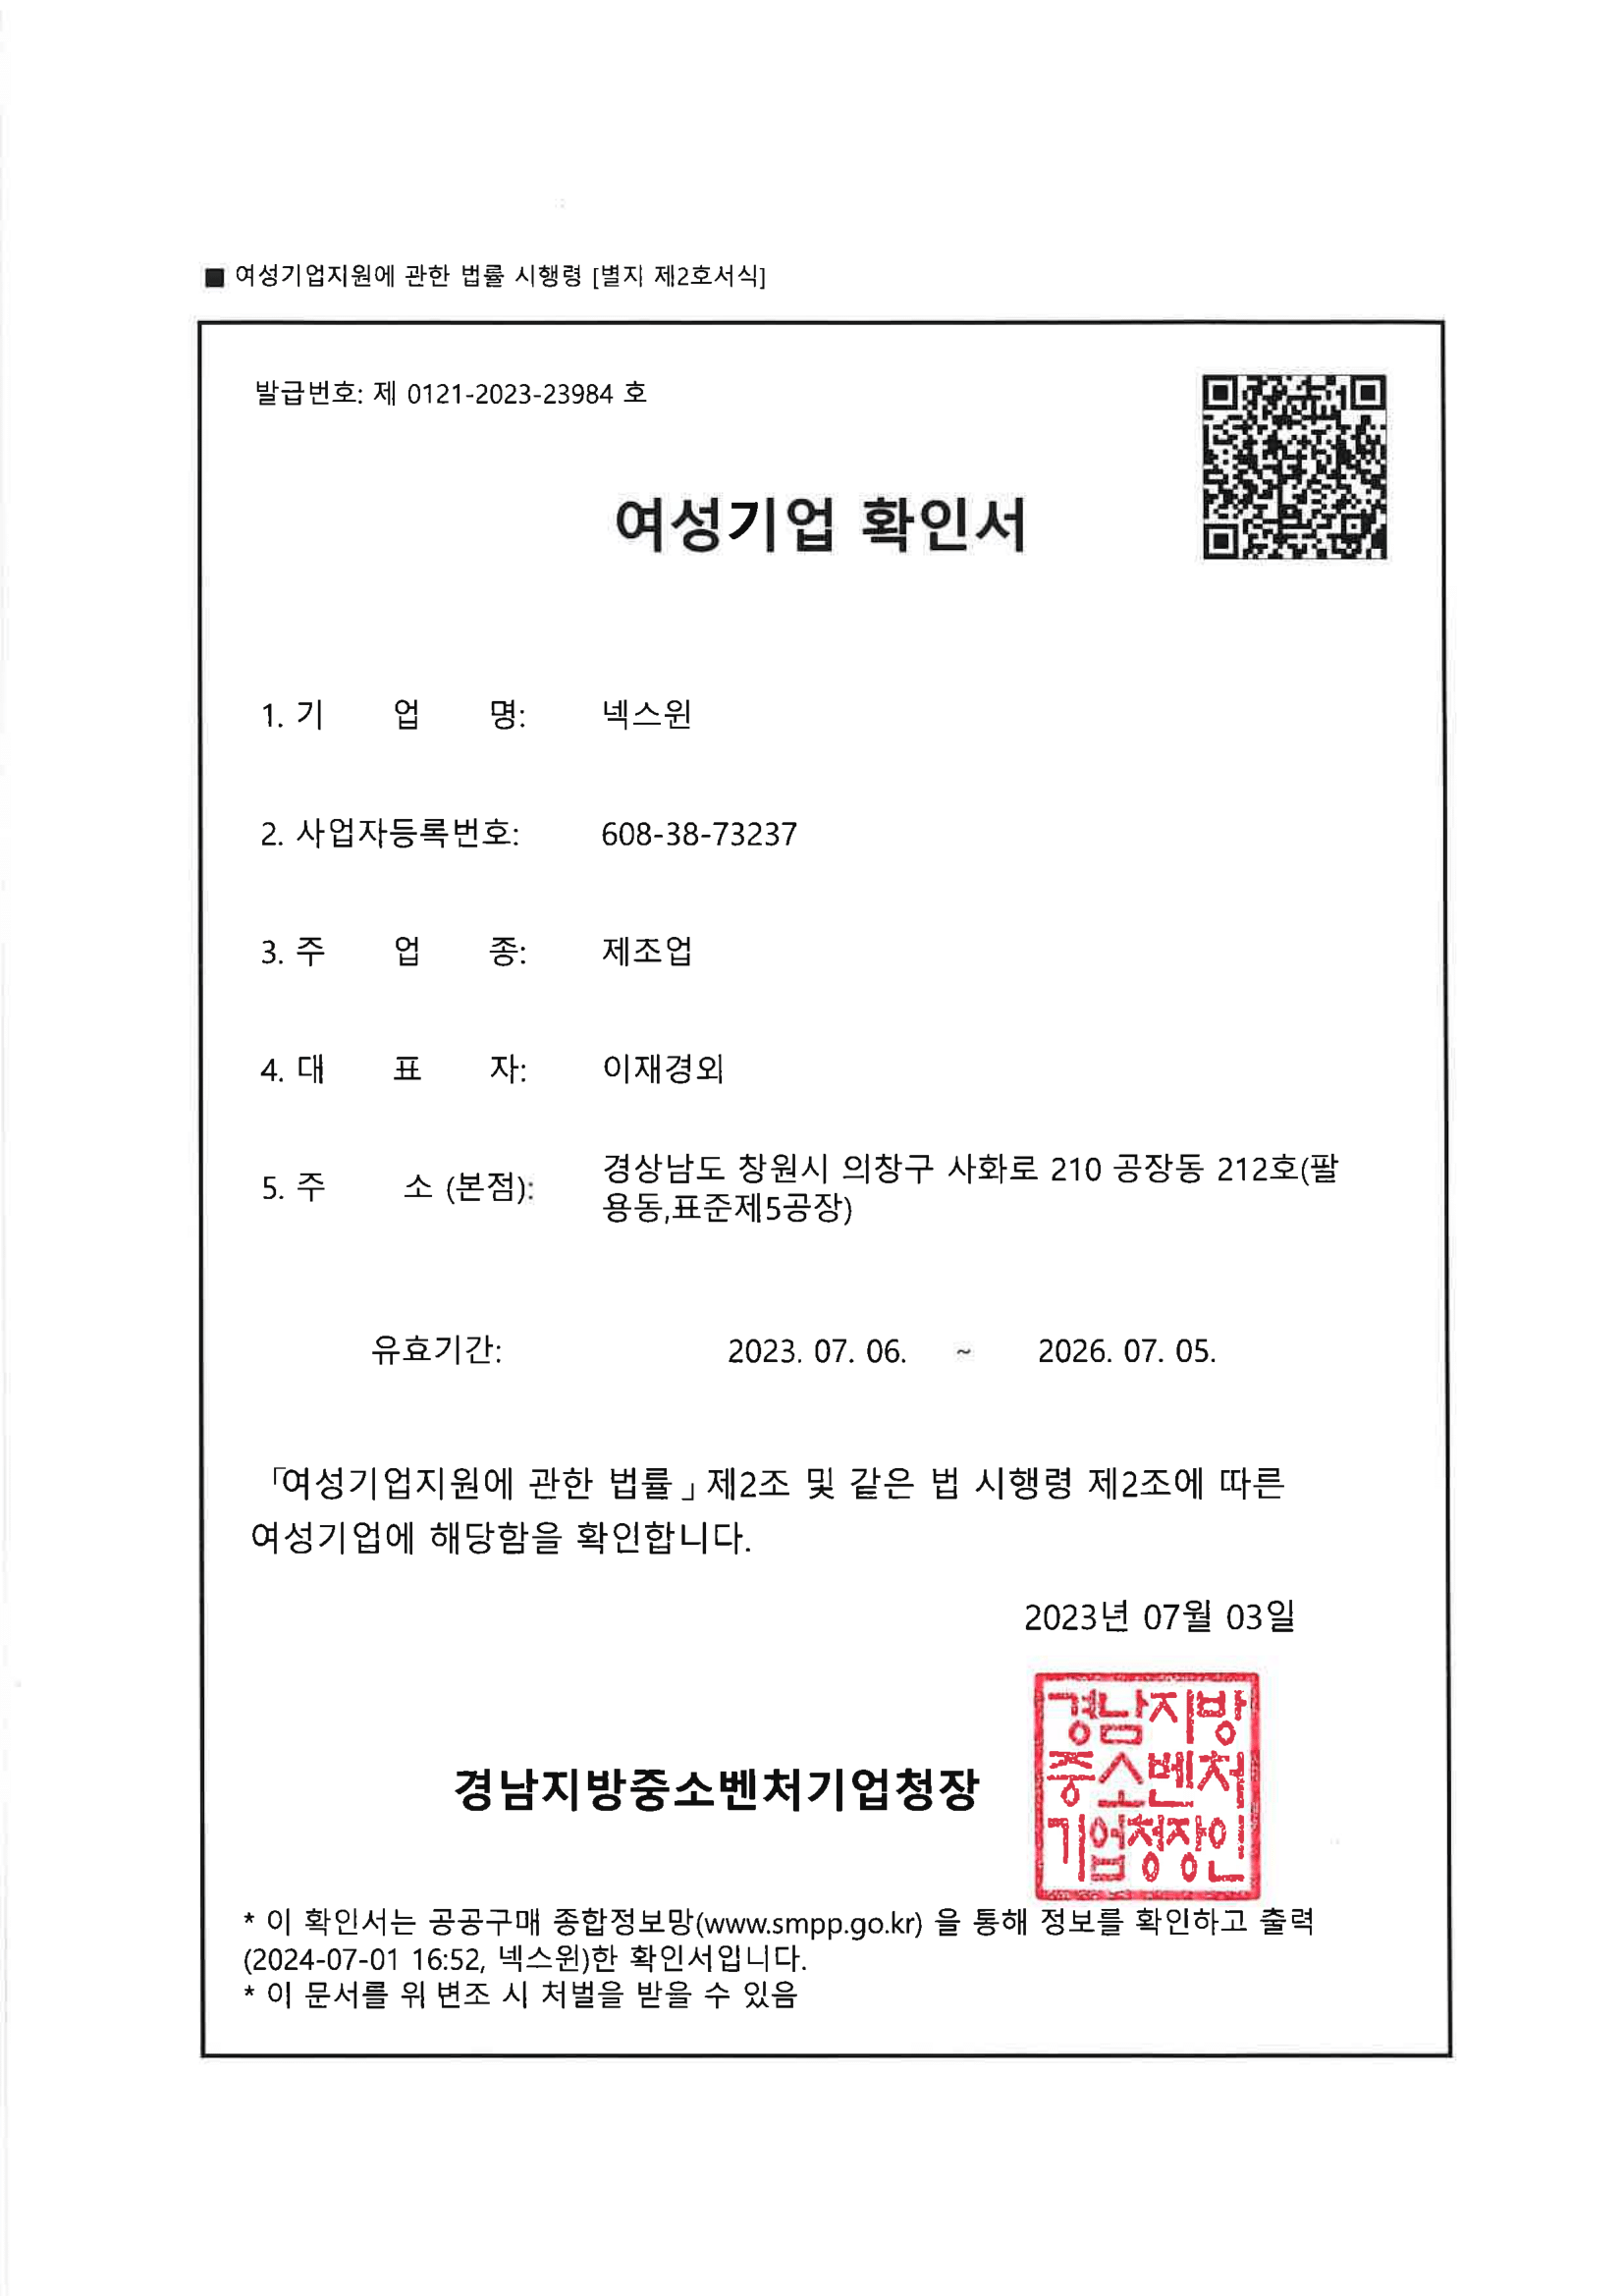 ■ 여성기업지원에 관한 법률 시행령 [별지 제2호서식]
발급번호: 제 0121-2023-23984 호
여성기업 확인서
1. 기 업 명: 넥스윈
2. 사업자등록번호: 608-38-73237
3. 주 업 종: 제조업
4. 대 표 자: 이재경외
5. 주 소 (본점): 경상남도 창원시 의창구 사화로 210 공장동 212호(팔
용동,표준제5공장)
유효기간: 2023. 07. 06. ~ 2026. 07. 05.
「여성기업지원에 관한 법률」제2조 및 같은 법 시행령 제2조에 따른
여성기업에 해당함을 확인합니다.
2023년 07월 03일
경남지방중소벤처기업청장
경남지방
중소벤처
기업청장인
* 이 확인서는 공공구매 종합정보망(www.smpp.go.kr) 을 통해 정보를 확인하고 출력
(2024-07-01 16:52, 넥스윈)한 확인서입니다.
* 이 문서를 위변조 시 처벌을 받을 수 있음